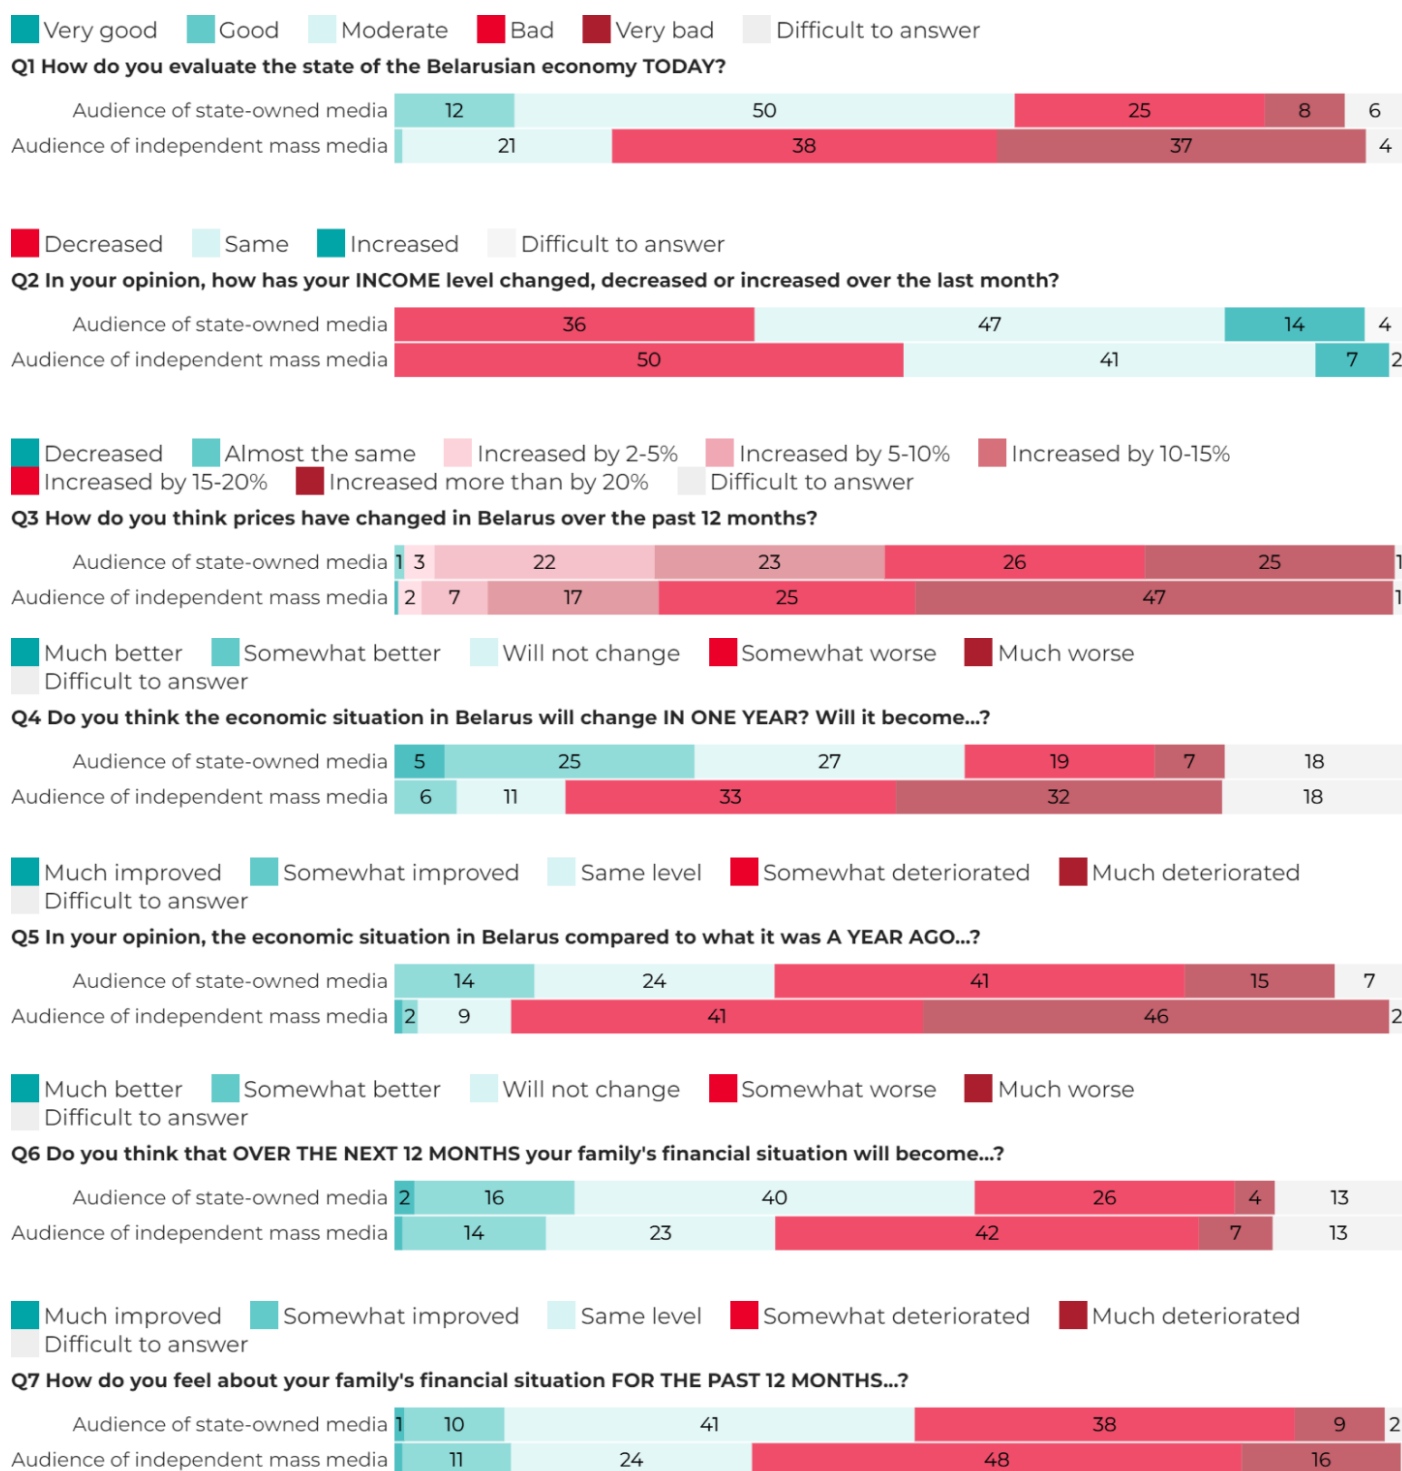 Very good Good Moderate Bad Very bad Difficult to answer
Q1 How do you evaluate the state of the Belarusian economy TODAY?
Audience of state-owned media 12 50 25 8 6
Audience of independent mass media 21 38 37 4
Decreased Same Increased Difficult to answer
Q2 In your opinion, how has your INCOME level changed, decreased or increased over the last month?
Audience of state-owned media 36 47 14 4
Audience of independent mass media 50 41 7 2
Decreased Almost the same Increased by 2-5% Increased by 5-10% Increased by 10-15%
Increased by 15-20% Increased more than by 20% Difficult to answer
Q3 How do you think prices have changed in Belarus over the past 12 months?
Audience of state-owned media 1 3 22 23 26 25 1
Audience of independent mass media 2 7 17 25 47 1
Much better Somewhat better Will not change Somewhat worse Much worse
Difficult to answer
Q4 Do you think the economic situation in Belarus will change IN ONE YEAR? Will it become...?
Audience of state-owned media 5 25 27 19 7 18
Audience of independent mass media 6 11 33 32 18
Much improved Somewhat improved Same level Somewhat deteriorated Much deteriorated
Difficult to answer
Q5 In your opinion, the economic situation in Belarus compared to what it was A YEAR AGO...?
Audience of state-owned media 14 24 41 15 7
Audience of independent mass media 2 9 41 46 2
Much better Somewhat better Will not change Somewhat worse Much worse
Difficult to answer
Q6 Do you think that OVER THE NEXT 12 MONTHS your family's financial situation will become...?
Audience of state-owned media 2 16 40 26 4 13
Audience of independent mass media 14 23 42 7 13
Much improved Somewhat improved Same level Somewhat deteriorated Much deteriorated
Difficult to answer
Q7 How do you feel about your family's financial situation FOR THE PAST 12 MONTHS...?
Audience of state-owned media 1 10 41 38 9 2
Audience of independent mass media 11 24 48 16